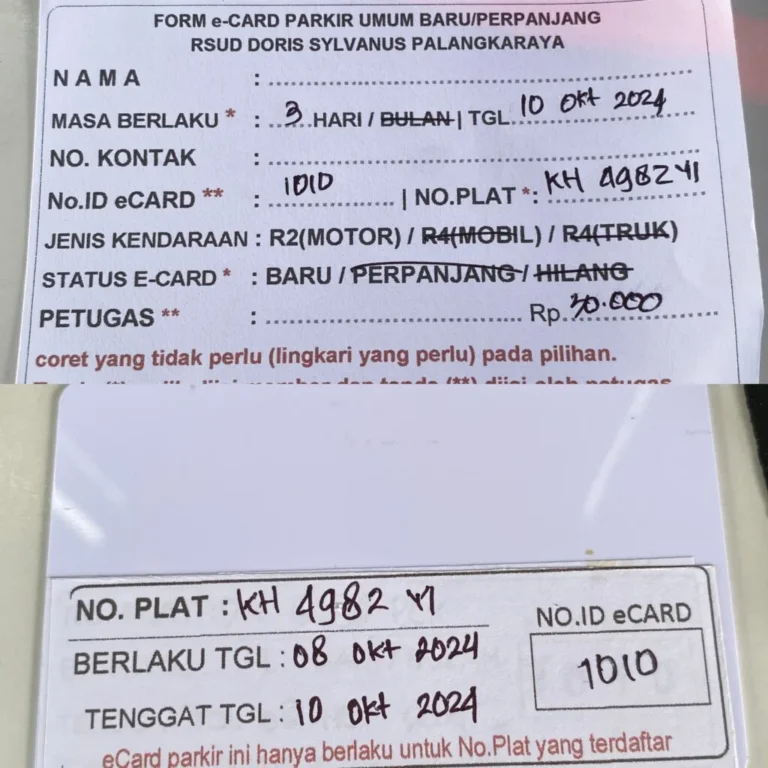 FORM e-CARD PARKIR UMUM BARU/PERPANJANG
RSUD DORIS SYLVANUS PALANGKARAYA
NAMA :
MASA BERLAKU * : 3 HARI / BULAN | TGL. 10 Okt 2024
NO. KONTAK :
No.ID eCARD ** : 1010 | NO.PLAT *: KH 4982 YI
JENIS KENDARAAN : R2(MOTOR) / R4(MOBIL) / R4(TRUK)
STATUS E-CARD * : BARU / PERPANJANG / HILANG
PETUGAS ** : Rp. 30.000
coret yang tidak perlu (lingkari yang perlu) pada pilihan.
NO. PLAT : KH 4982 YI
BERLAKU TGL : 08 Okt 2024
TENGGAT TGL : 10 Okt 2024
NO.ID eCARD
1010
eCard parkir ini hanya berlaku untuk No.Plat yang terdaftar